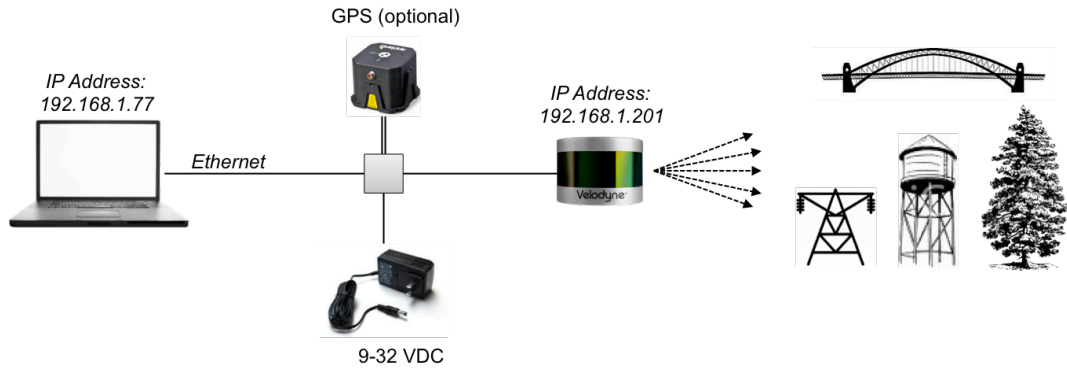 GPS (optional)
IP Address:
192.168.1.77
IP Address:
192.168.1.201
Ethernet
Velodyne
9-32 VDC